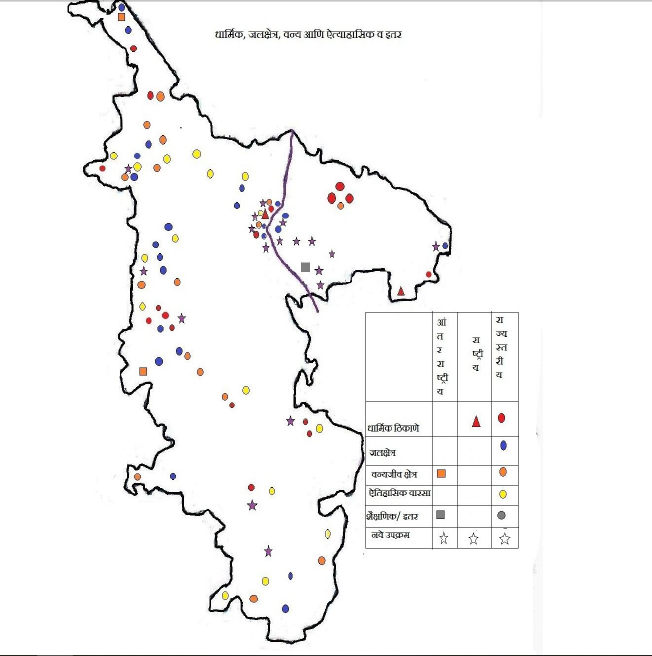 धार्मिक, जलक्षेत्र, वन्य आणि ऐत्याहासिक व इतर
आंतरराष्ट्रीय
राष्ट्रीय
राज्यस्तरीय
धार्मिक ठिकाणे
जलक्षेत्र
वन्यजीव क्षेत्र
ऐतिहासिक वारसा
शैक्षणिक/ इतर
नवे उपक्रम